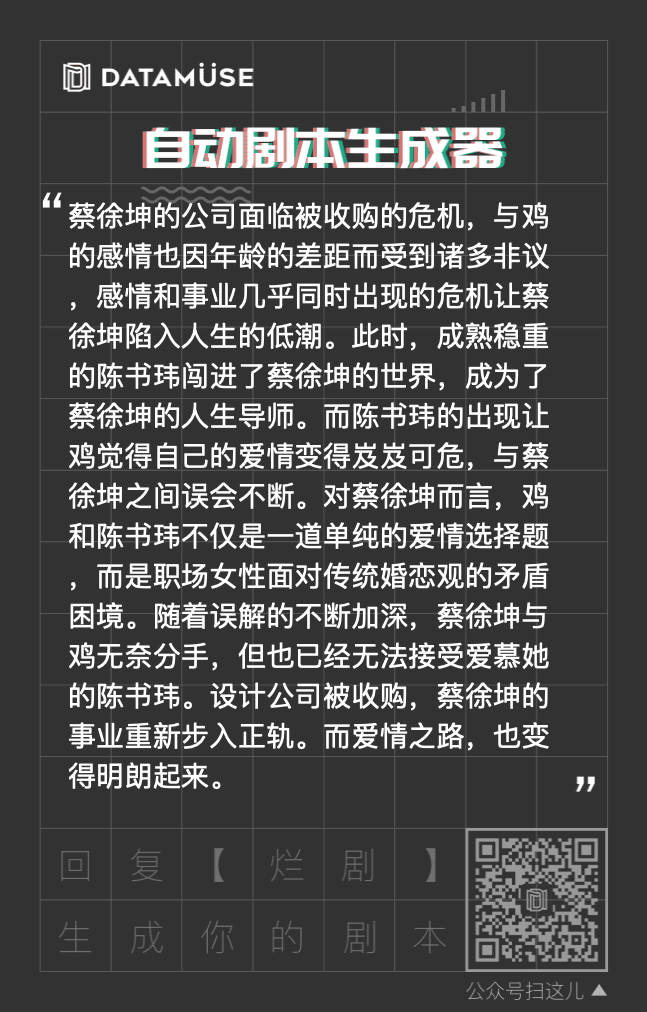 DATAMÜSE
自动剧本生成器
“蔡徐坤的公司面临被收购的危机，与鸡
的感情也因年龄的差距而受到诸多非议
，感情和事业几乎同时出现的危机让蔡
徐坤陷入人生的低潮。此时，成熟稳重
的陈书玮闯进了蔡徐坤的世界，成为了
蔡徐坤的人生导师。而陈书玮的出现让
鸡觉得自己的爱情变得岌岌可危，与蔡
徐坤之间误会不断。对蔡徐坤而言，鸡
和陈书玮不仅是一道单纯的爱情选择题
，而是职场女性面对传统婚恋观的矛盾
困境。随着误解的不断加深，蔡徐坤与
鸡无奈分手，但也已经无法接受爱慕她
的陈书玮。设计公司被收购，蔡徐坤的
事业重新步入正轨。而爱情之路，也变
得明朗起来。”
回复【烂剧】
生成你的剧本
公众号扫这儿▲